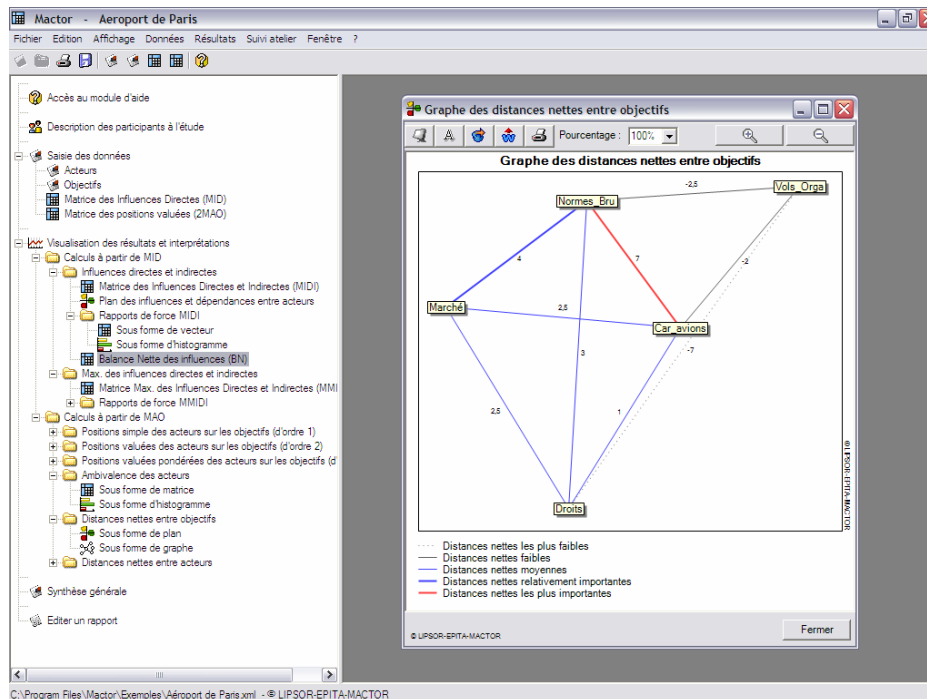 Mactor - Aeroport de Paris
Fichier Edition Affichage Données Résultats Suivi atelier Fenêtre ?
Accès au module d'aide
Description des participants à l'étude
Saisie des données
Acteurs
Objectifs
Matrice des Influences Directes (MID)
Matrice des positions valuées (2MAO)
Visualisation des résultats et interprétations
Calculs à partir de MID
Influences directes et indirectes
Matrice des Influences Directes et Indirectes (MIDI)
Plan des influences et dépendances entre acteurs
Rapports de force MIDI
Sous forme de vecteur
Sous forme d'histogramme
Balance Nette des influences (BN)
Max. des influences directes et indirectes
Matrice Max. des Influences Directes et Indirectes (MMI
Rapports de force MMIDI
Calculs à partir de MAO
Positions simple des acteurs sur les objectifs (d'ordre 1)
Positions valuées des acteurs sur les objectifs (d'ordre 2)
Positions valuées pondérées des acteurs sur les objectifs (d'
Ambivalence des acteurs
Sous forme de matrice
Sous forme d'histogramme
Distances nettes entre objectifs
Sous forme de plan
Sous forme de graphe
Distances nettes entre acteurs
Synthèse générale
Editer un rapport
Graphe des distances nettes entre objectifs
A
Pourcentage : 100%
Graphe des distances nettes entre objectifs
-2,5
Vols_Orga
Normes_Bru
4
7
-2
Marché
2,5
Car_avions
3
-7
2,5
1
Droits
© LIPSOR-EPITA-MACTOR
Distances nettes les plus faibles
Distances nettes faibles
Distances nettes moyennes
Distances nettes relativement importantes
Distances nettes les plus importantes
© LIPSOR-EPITA-MACTOR
Fermer
C:\Program Files\Mactor\Exemples\Aéroport de Paris.xml - © LIPSOR-EPITA-MACTOR